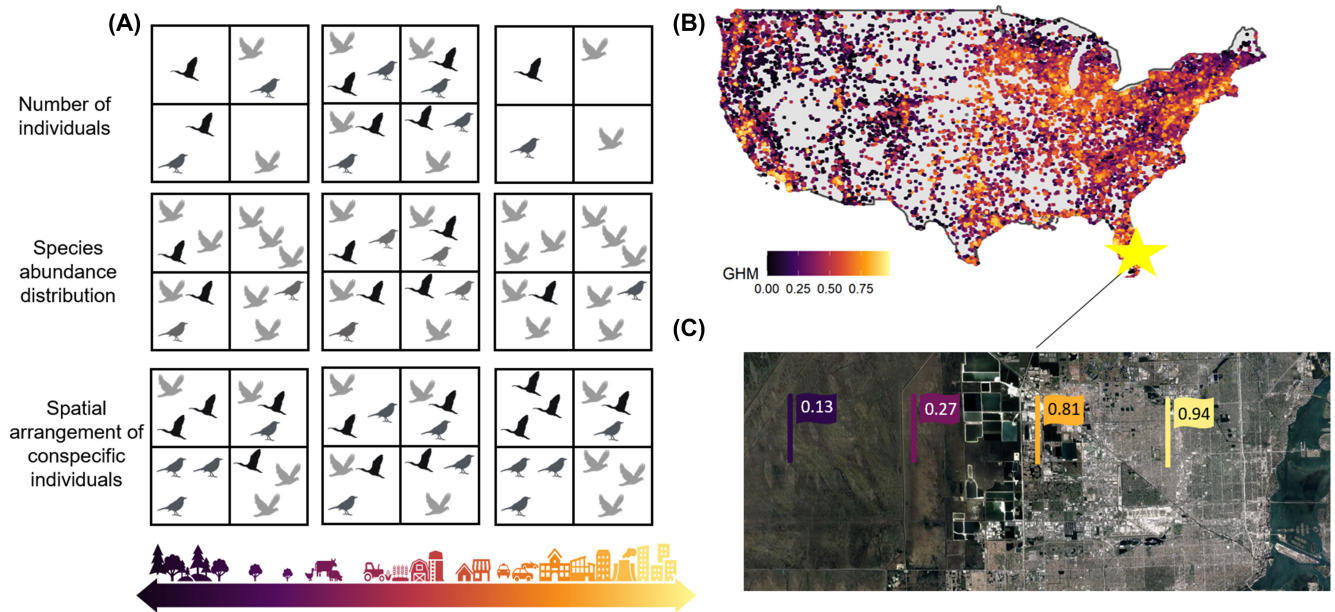 (A)
Number of
individuals
Species
abundance
distribution
Spatial
arrangement of
conspecific
individuals
(B)
GHM
0.00 0.25 0.50 0.75
(C)
0.13
0.27
0.81
0.94